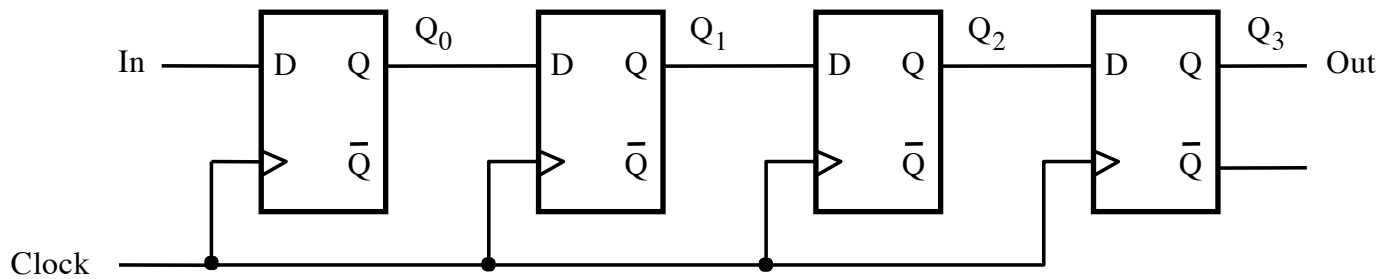 Q₀ Q₁ Q₂ Q₃
In D Q D Q D Q D Q Out
Q̅ Q̅ Q̅ Q̅
Clock